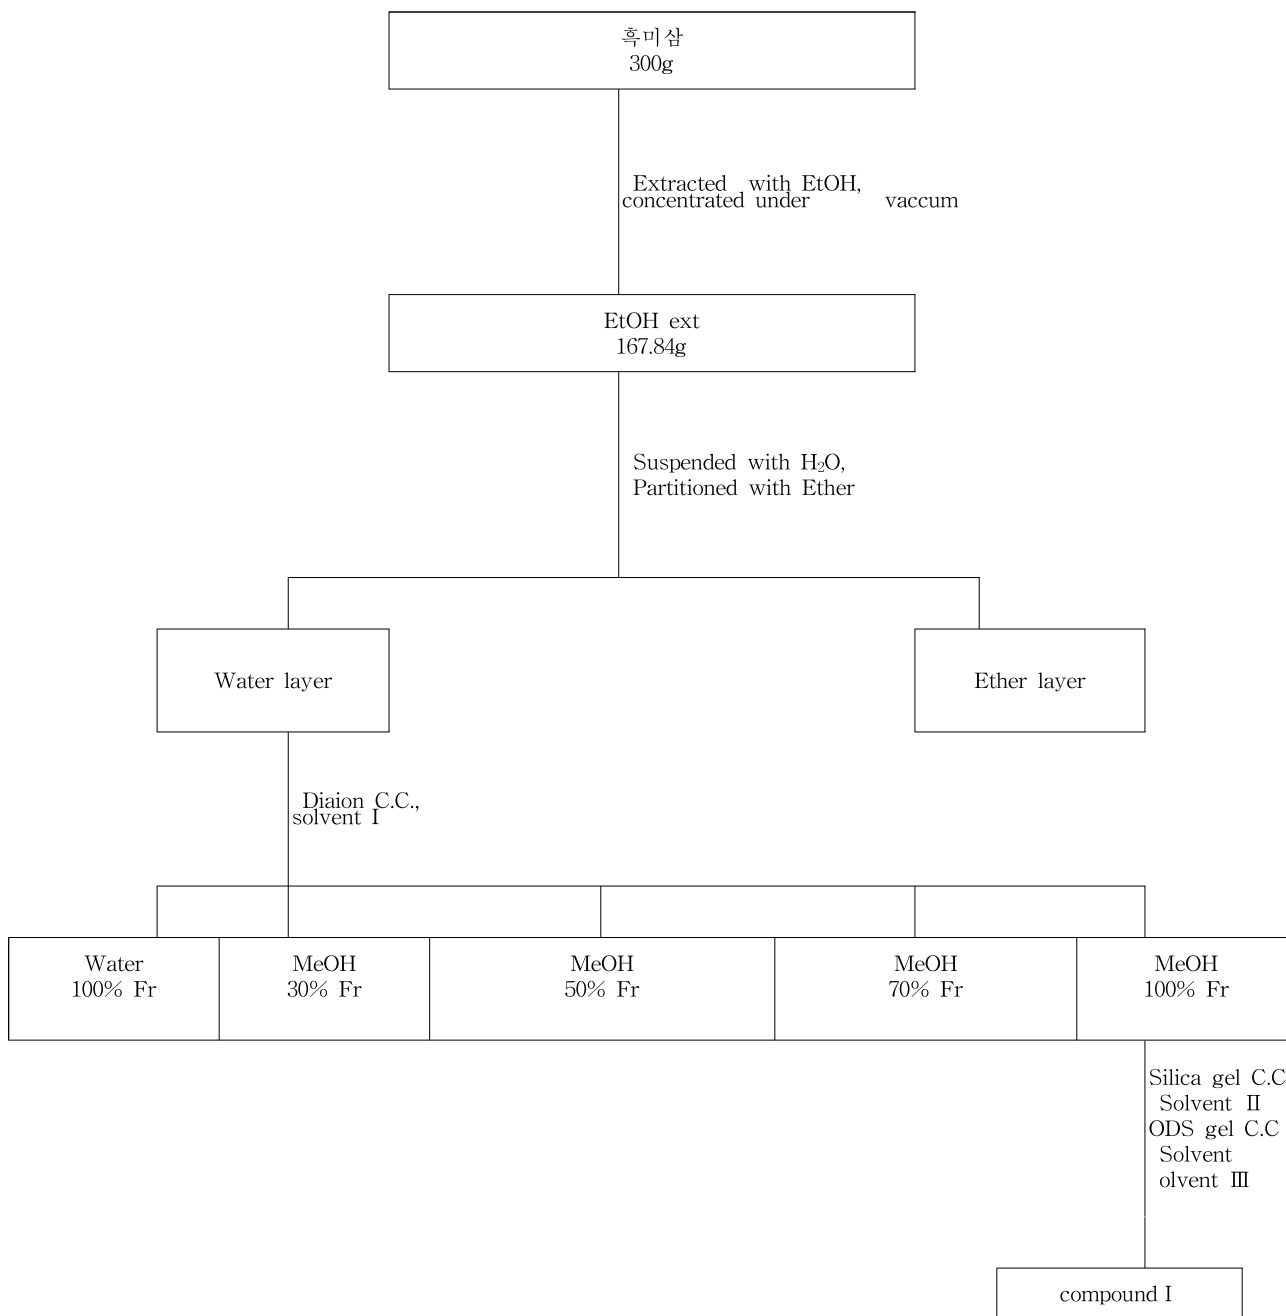 흑미삼
300g
Extracted with EtOH,
concentrated under vaccum
EtOH ext
167.84g
Suspended with H₂O,
Partitioned with Ether
Water layer
Ether layer
Diaion C.C.,
solvent Ⅰ
Water
100% Fr
MeOH
30% Fr
MeOH
50% Fr
MeOH
70% Fr
MeOH
100% Fr
Silica gel C.C
Solvent Ⅱ
ODS gel C.C
Solvent
olvent Ⅲ
compound Ⅰ